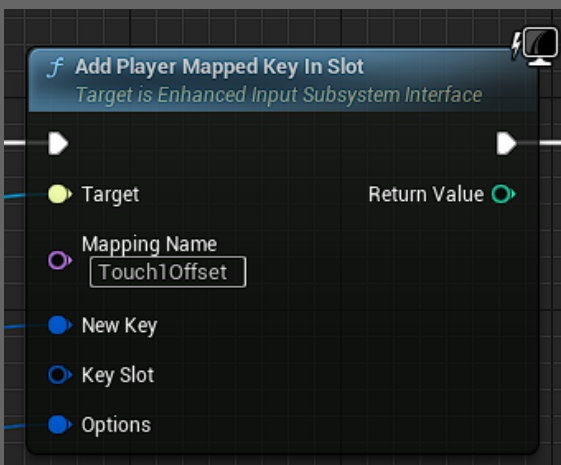 f Add Player Mapped Key In Slot
Target is Enhanced Input Subsystem Interface
Target
Return Value
Mapping Name
Touch1Offset
New Key
Key Slot
Options